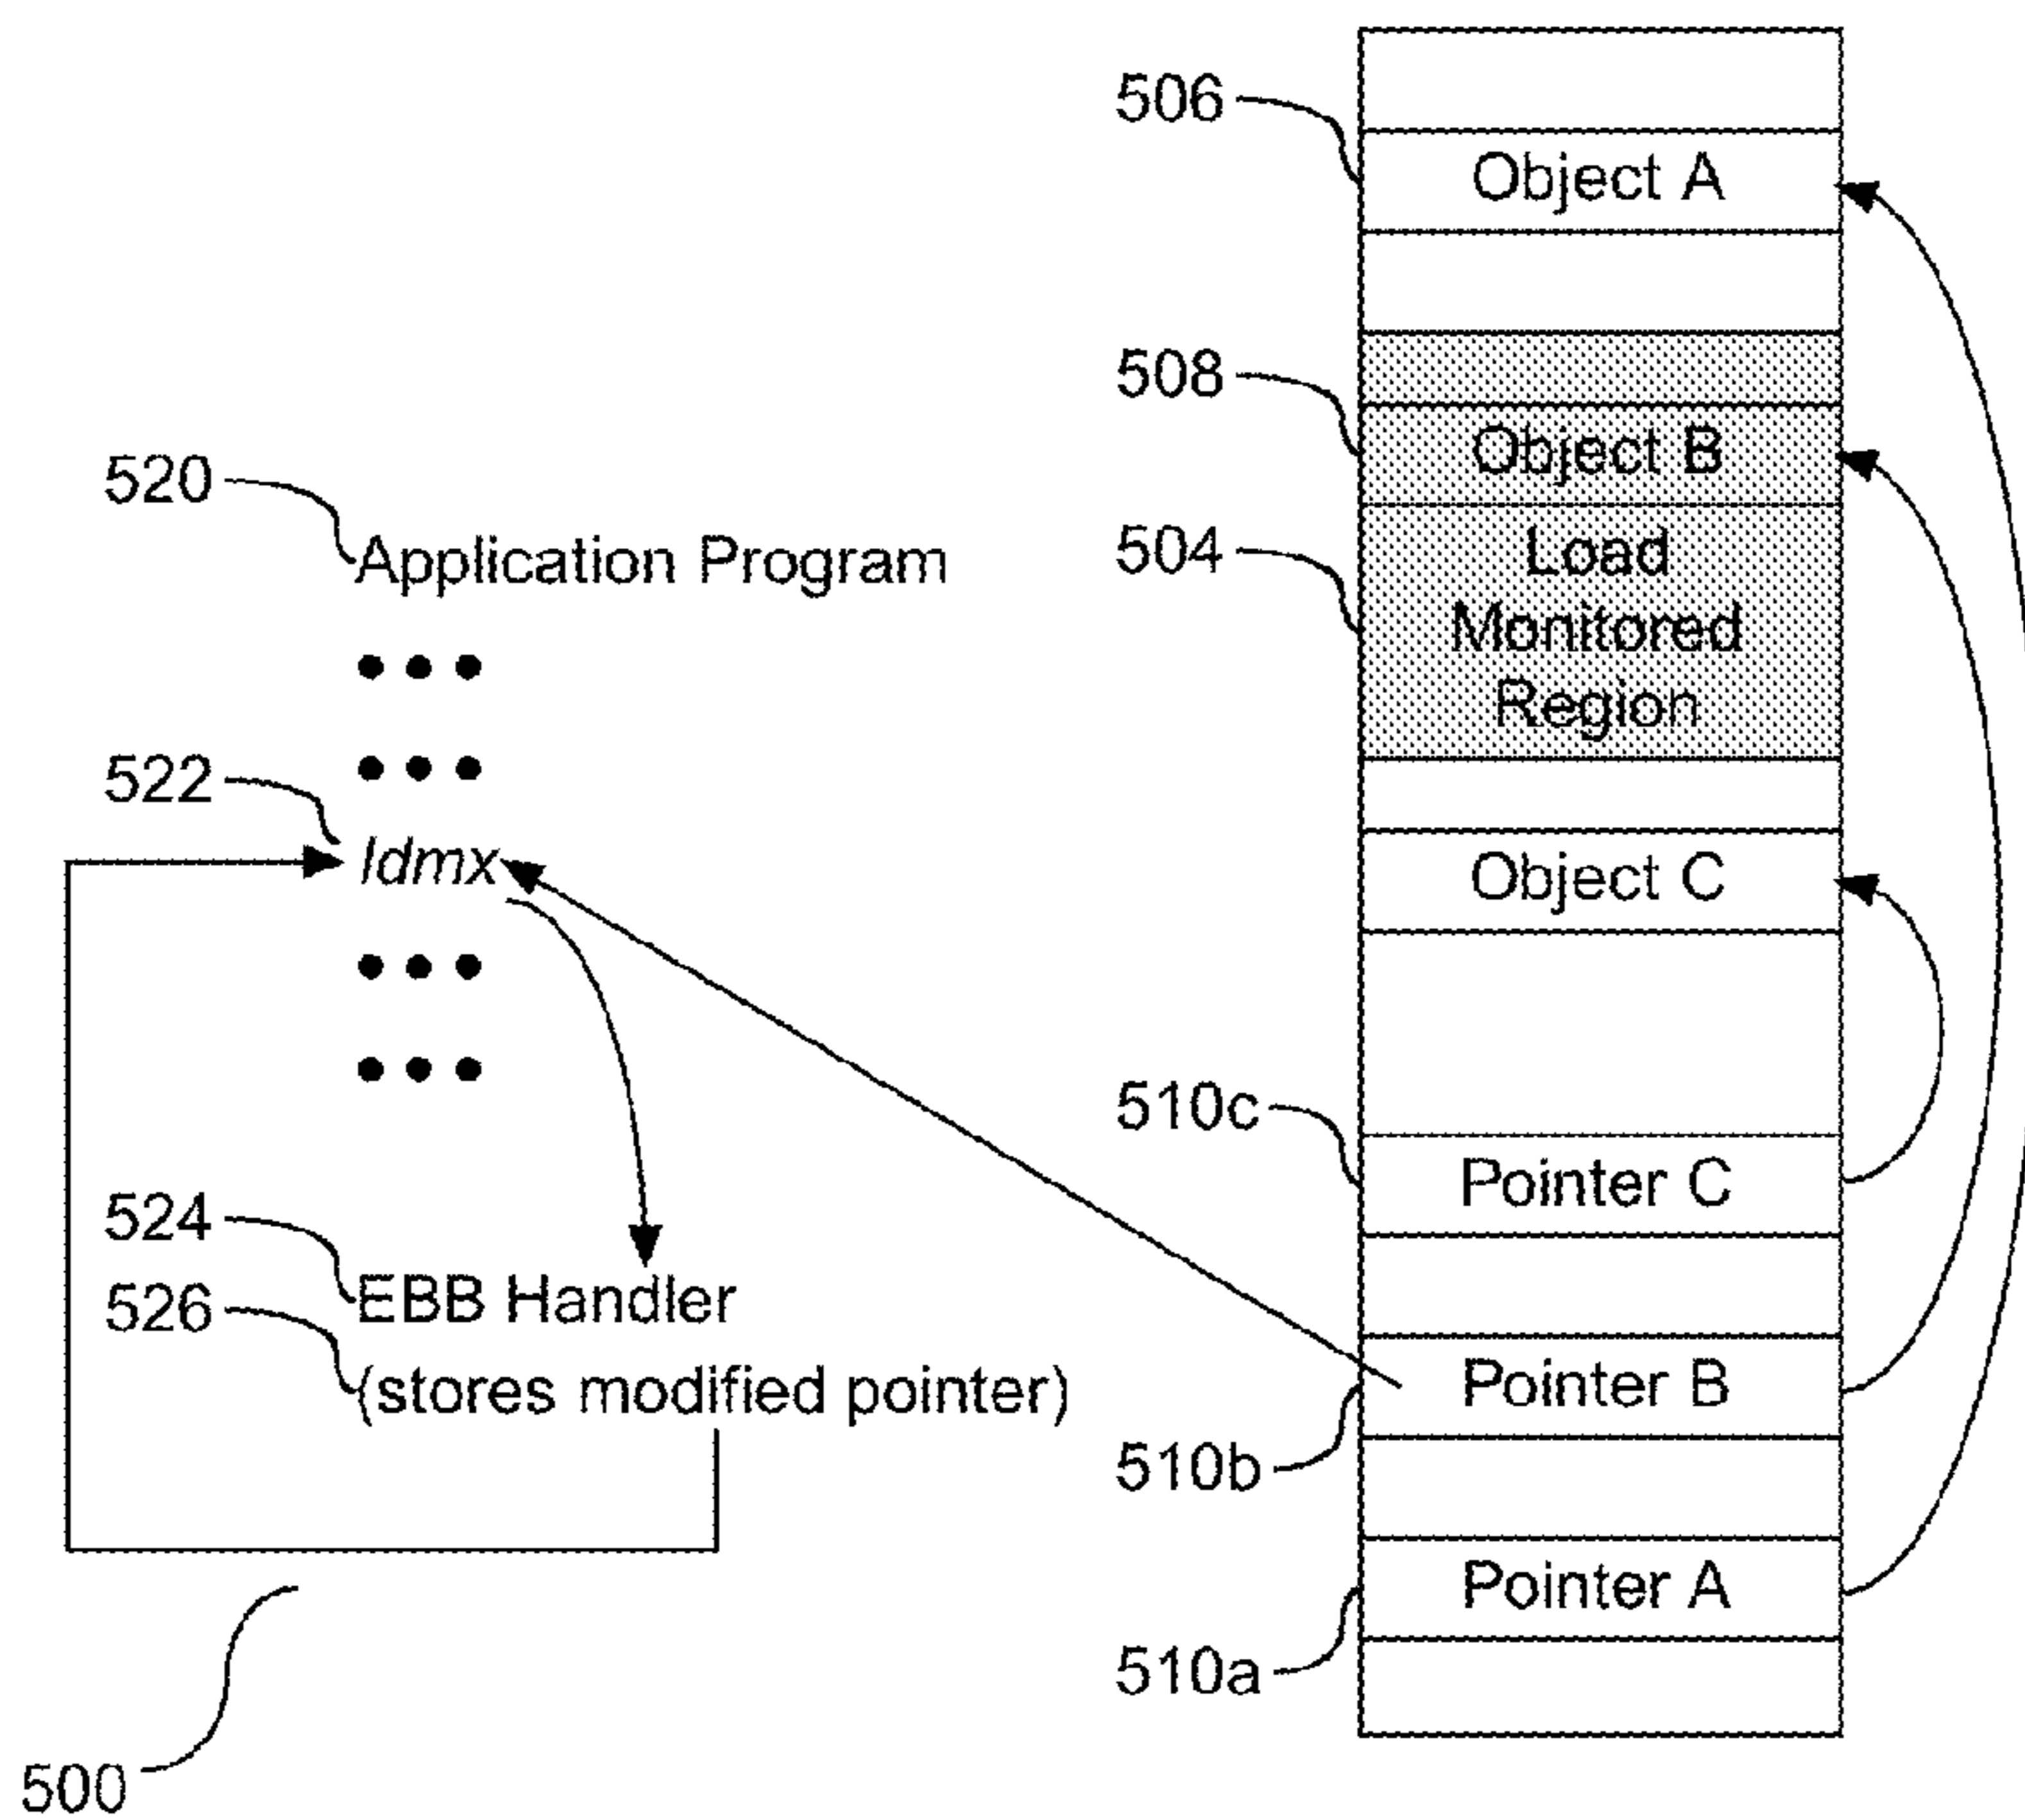 506
Object A
508
Object B
520
Application Program
504
Load
Monitored
Region
522
ldmx
Object C
510c
Pointer C
524
EBB Handler
526
(stores modified pointer)
Pointer B
510b
Pointer A
510a
500